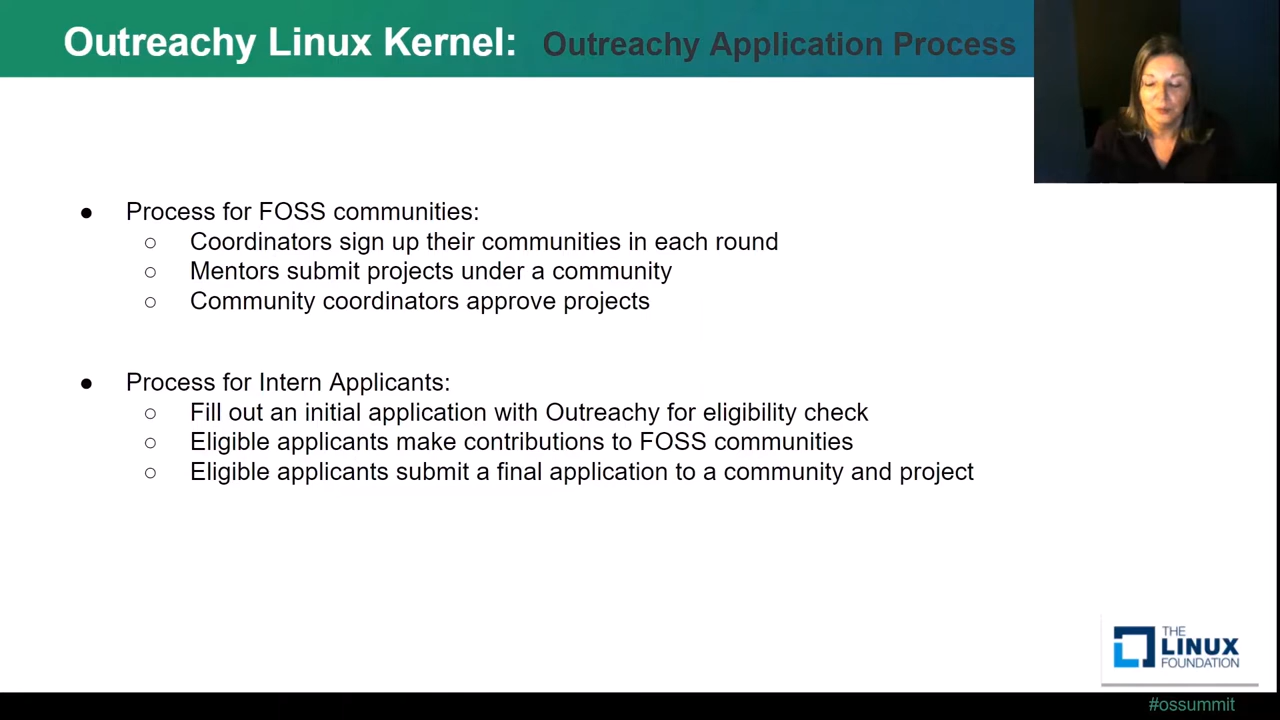 Outreachy Linux Kernel: Outreachy Application Process
● Process for FOSS communities:
○ Coordinators sign up their communities in each round
○ Mentors submit projects under a community
○ Community coordinators approve projects
● Process for Intern Applicants:
○ Fill out an initial application with Outreachy for eligibility check
○ Eligible applicants make contributions to FOSS communities
○ Eligible applicants submit a final application to a community and project
THE
LINUX
FOUNDATION
#ossummit